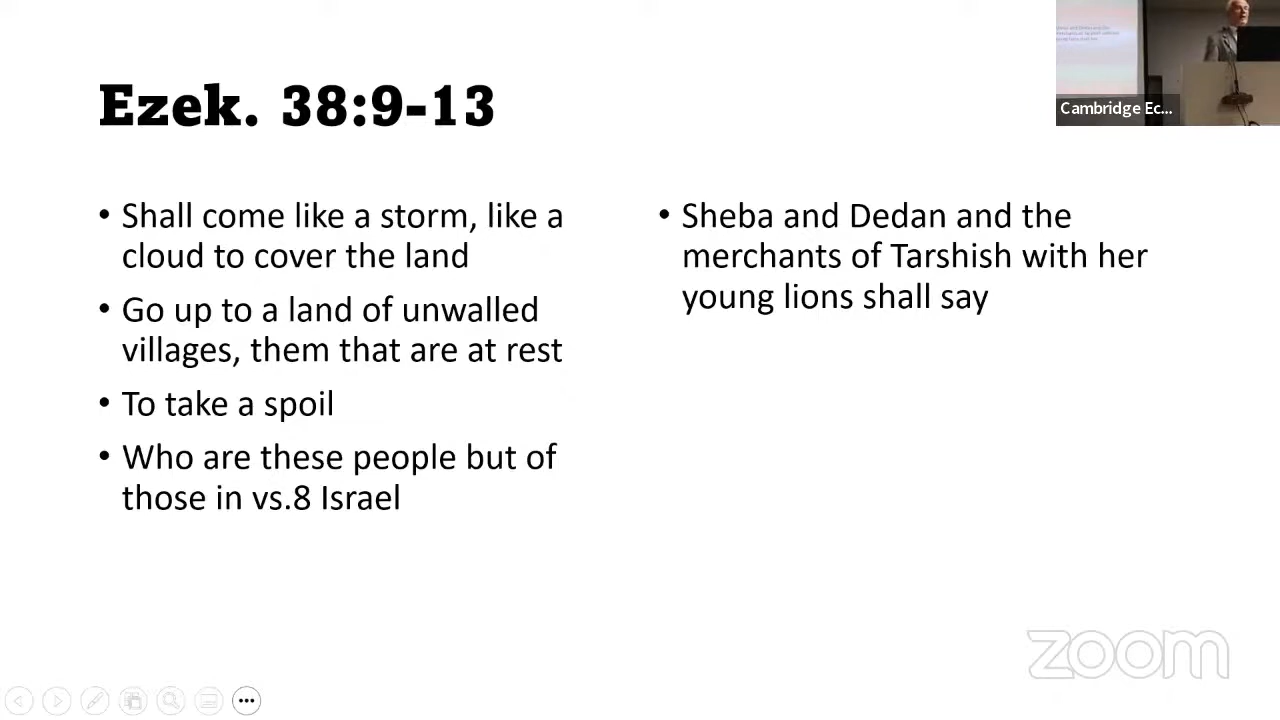 Ezek. 38:9-13
• Shall come like a storm, like a
cloud to cover the land
• Go up to a land of unwalled
villages, them that are at rest
• To take a spoil
• Who are these people but of
those in vs.8 Israel
• Sheba and Dedan and the
merchants of Tarshish with her
young lions shall say
Cambridge Ec...
zoom